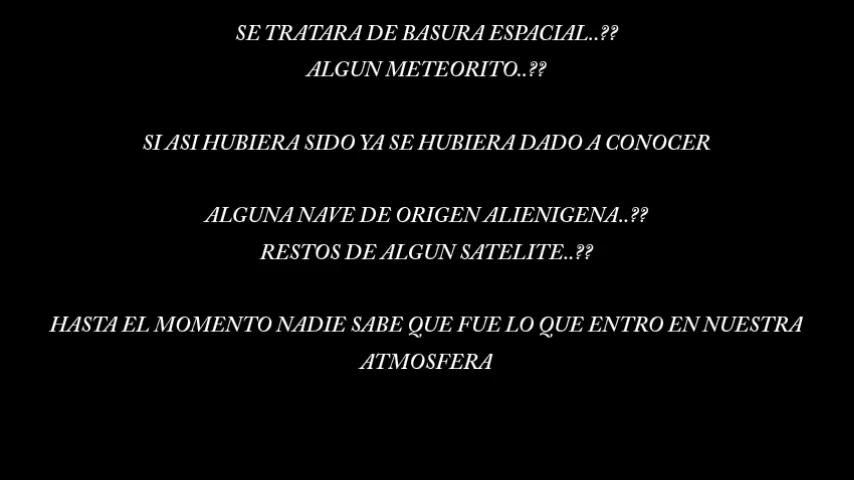 SE TRATARA DE BASURA ESPACIAL..??
ALGUN METEORITO..??
SI ASI HUBIERA SIDO YA SE HUBIERA DADO A CONOCER
ALGUNA NAVE DE ORIGEN ALIENIGENA..??
RESTOS DE ALGUN SATELITE..??
HASTA EL MOMENTO NADIE SABE QUE FUE LO QUE ENTRO EN NUESTRA
ATMOSFERA